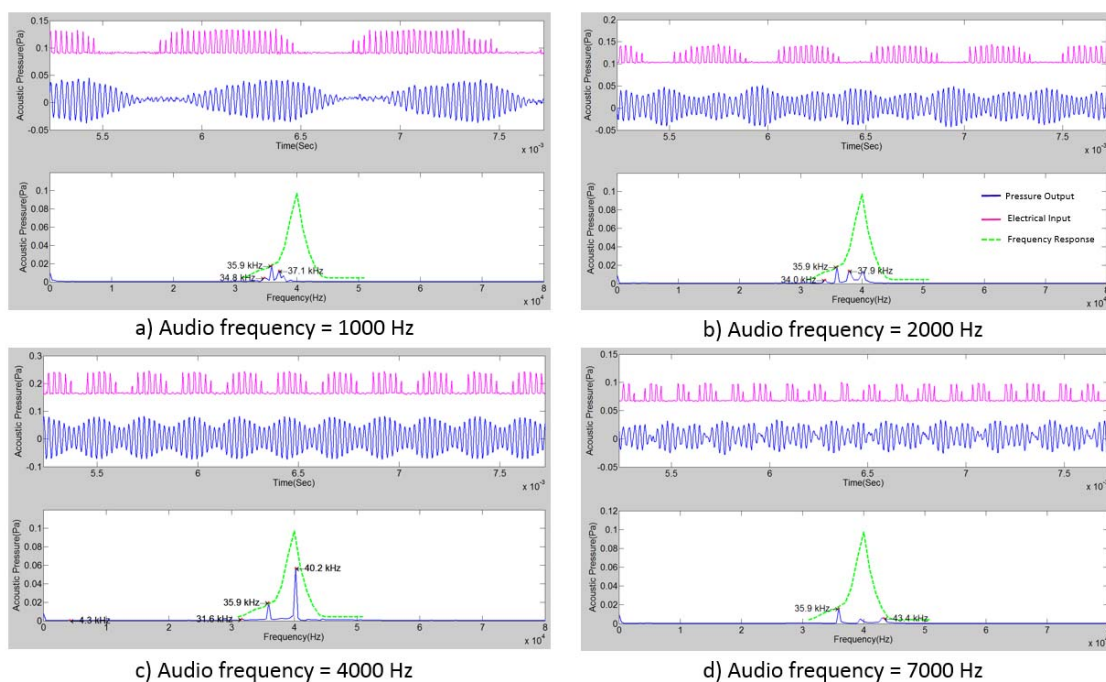 Acoustic Pressure(Pa)
0.15
0.1
0.05
0
-0.05
5.5 6 6.5 7 7.5
Time(Sec)
x 10⁻³
Acoustic Pressure(Pa)
0.1
0.08
0.06
0.04
0.02
0
35.9 kHz
34.8 kHz
37.1 kHz
0 1 2 3 4 5 6 7 8
Frequency(Hz)
x 10⁴
a) Audio frequency = 1000 Hz
Acoustic Pressure(Pa)
0.2
0.15
0.1
0.05
0
-0.05
5.5 6 6.5 7 7.5
Time(Sec)
x 10⁻³
Acoustic Pressure(Pa)
0.1
0.08
0.06
0.04
0.02
0
35.9 kHz
34.0 kHz
37.9 kHz
Pressure Output
Electrical Input
Frequency Response
0 1 2 3 4 5 6 7 8
Frequency(Hz)
x 10⁴
b) Audio frequency = 2000 Hz
Acoustic Pressure(Pa)
0.3
0.2
0.1
0
-0.1
5.5 6 6.5 7 7.5
Time(Sec)
x 10⁻³
Acoustic Pressure(Pa)
0.12
0.1
0.08
0.06
0.04
0.02
0
40.2 kHz
35.9 kHz
31.6 kHz
4.3 kHz
0 1 2 3 4 5 6 7 8
Frequency(Hz)
x 10⁴
c) Audio frequency = 4000 Hz
Acoustic Pressure(Pa)
0.15
0.1
0.05
0
-0.05
5.5 6 6.5 7 7.5
Time(Sec)
x 10⁻³
Acoustic Pressure(Pa)
0.12
0.1
0.08
0.06
0.04
0.02
0
35.9 kHz
43.4 kHz
0 1 2 3 4 5 6 7 8
Frequency(Hz)
x 10⁴
d) Audio frequency = 7000 Hz